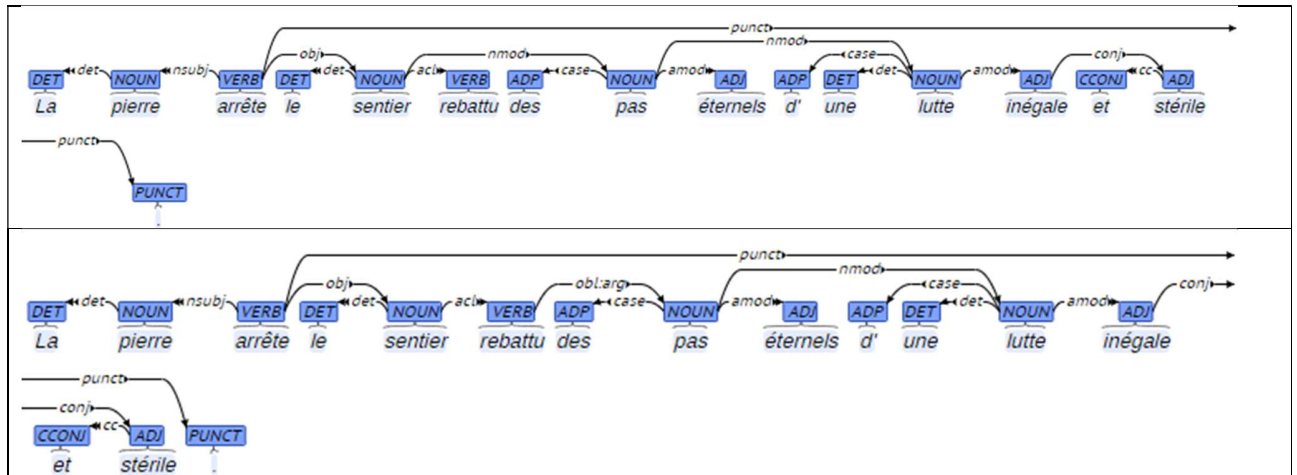 punct
nmod
obj nmod case conj
DET det NOUN nsubj VERB DET det NOUN acl VERB ADP case NOUN amod ADJ ADP DET det NOUN amod ADJ CCONJ cc ADJ
La pierre arrête le sentier rebattu des pas éternels d' une lutte inégale et stérile
punct
PUNCT
.
punct
nmod
obj obl:arg case conj
DET det NOUN nsubj VERB DET det NOUN acl VERB ADP case NOUN amod ADJ ADP DET det NOUN amod ADJ
La pierre arrête le sentier rebattu des pas éternels d' une lutte inégale
punct
conj
CCONJ cc ADJ PUNCT
et stérile .